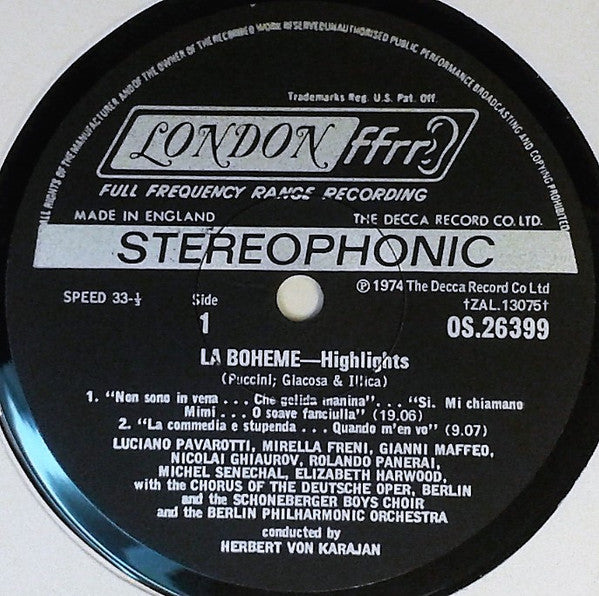 ALL RIGHTS OF THE MANUFACTURER AND OF THE OWNER OF THE RECORDED WORK RESERVED UNAUTHORISED PUBLIC PERFORMANCE BROADCASTING AND COPYING PROHIBITED
Trademarks Reg. U.S. Pat. Off.
LONDON ffrr
FULL FREQUENCY RANGE RECORDING
MADE IN ENGLAND THE DECCA RECORD CO. LTD.
STEREOPHONIC
℗ 1974 The Decca Record Co Ltd
SPEED 33-⅓ Side †ZAL.13075†
1 OS.26399
LA BOHEME—Highlights
(Puccini; Giacosa & Illica)
1. "Non sono in vena . . . Che gelida manina". . . "Si. Mi chiamano
Mimi . . . O soave fanciulla" (19.06)
2. "La commedia e stupenda . . . Quando m'en vo" (9.07)
LUCIANO PAVAROTTI, MIRELLA FRENI, GIANNI MAFFEO,
NICOLAI GHIAUROV, ROLANDO PANERAI,
MICHEL SENECHAL, ELIZABETH HARWOOD,
with the CHORUS OF THE DEUTSCHE OPER, BERLIN
and the SCHONEBERGER BOYS CHOIR
and the BERLIN PHILHARMONIC ORCHESTRA
conducted by
HERBERT VON KARAJAN